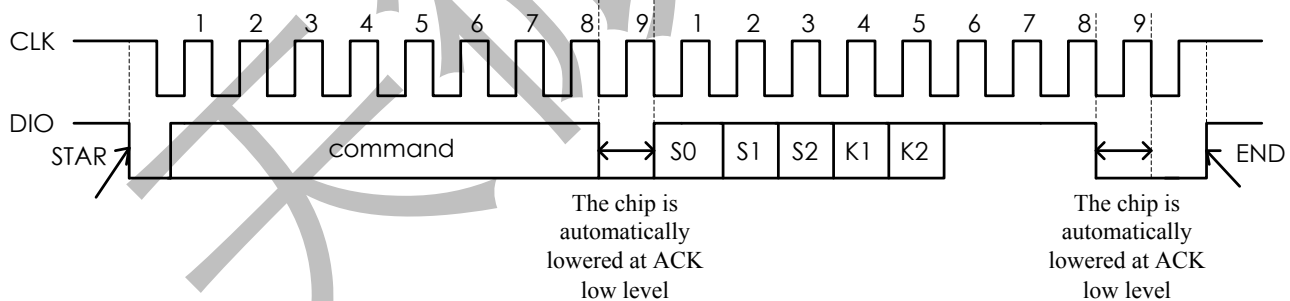 1 2 3 4 5 6 7 8 9 1 2 3 4 5 6 7 8 9
CLK
DIO
STAR
command
S0 S1 S2 K1 K2
END
The chip is
automatically
lowered at ACK
low level
The chip is
automatically
lowered at ACK
low level